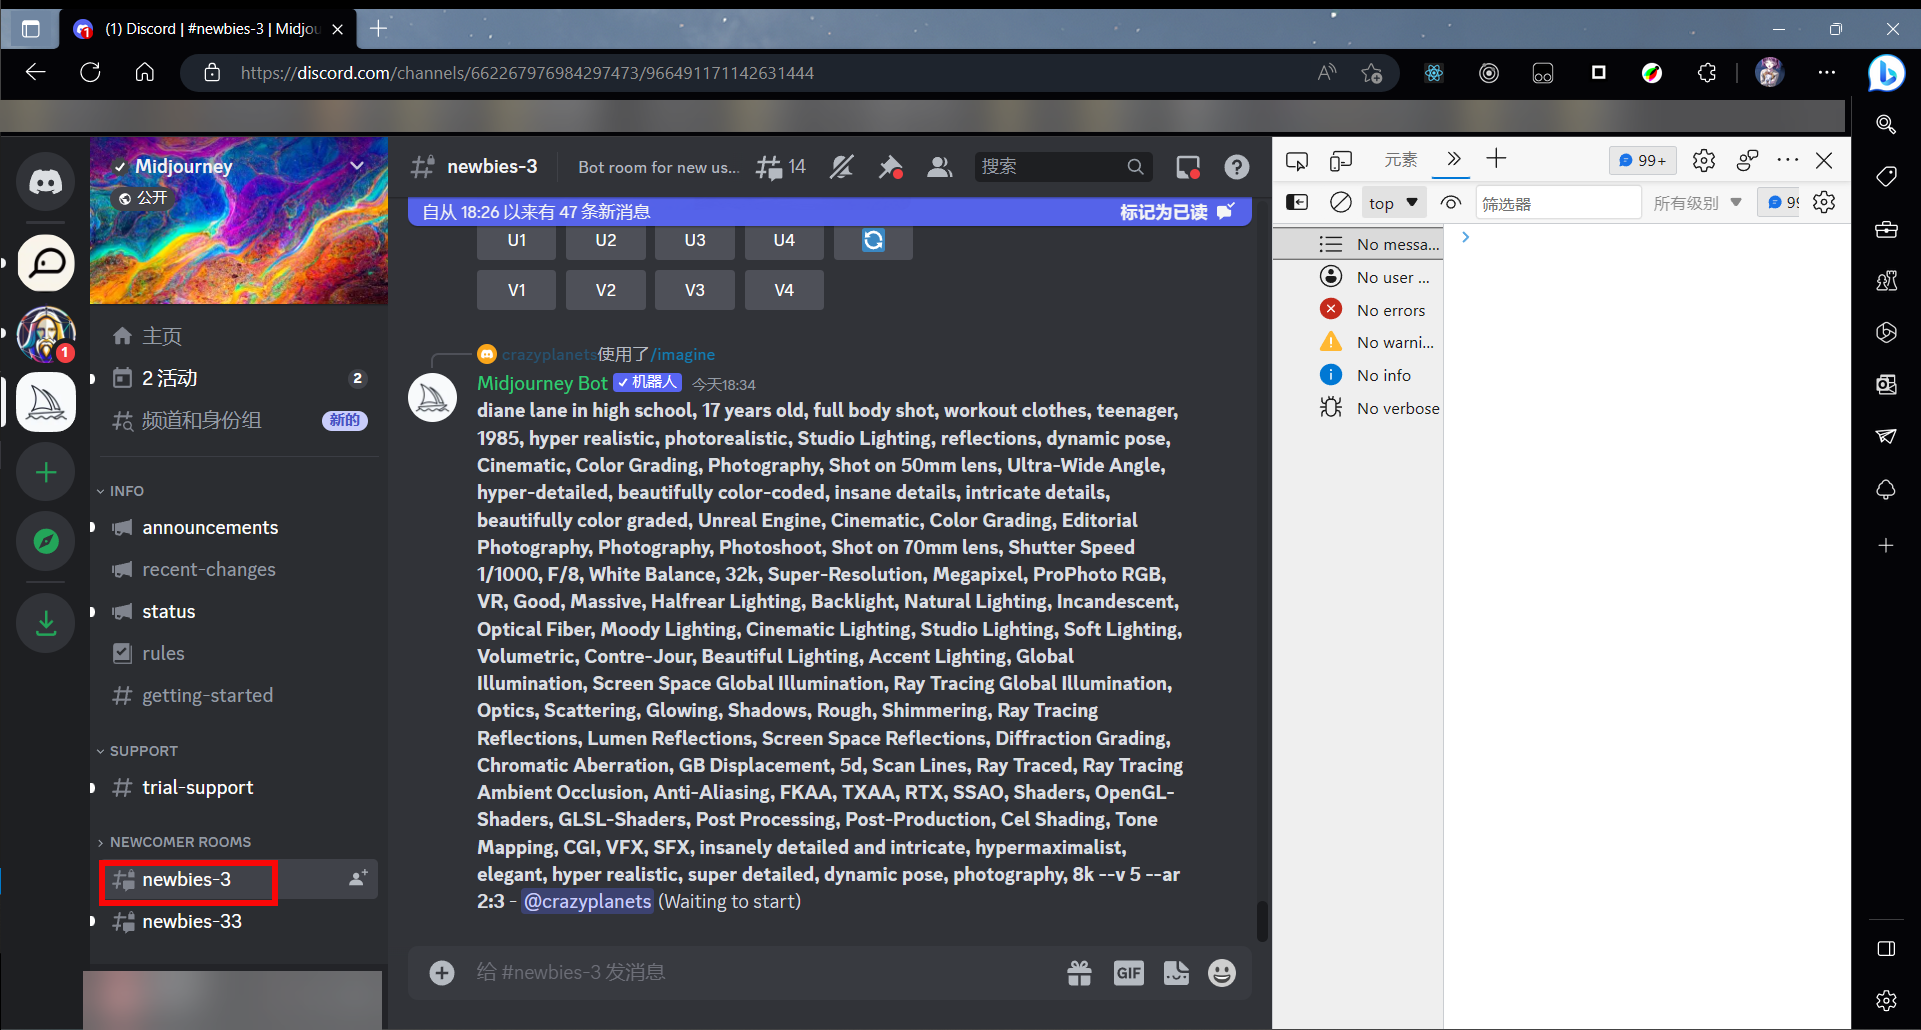 (1) Discord | #newbies-3 | Midjou
https://discord.com/channels/662267976984297473/966491171142631444
Midjourney
公开
newbies-3
Bot room for new us...
14
搜索
自从 18:26 以来有 47 条新消息
标记为已读
U1 U2 U3 U4
V1 V2 V3 V4
1
主页
2 活动
2
频道和身份组
新的
INFO
announcements
recent-changes
status
rules
getting-started
SUPPORT
trial-support
NEWCOMER ROOMS
newbies-3
newbies-33
crazyplanets使用了/imagine
Midjourney Bot 机器人 今天18:34
diane lane in high school, 17 years old, full body shot, workout clothes, teenager,
1985, hyper realistic, photorealistic, Studio Lighting, reflections, dynamic pose,
Cinematic, Color Grading, Photography, Shot on 50mm lens, Ultra-Wide Angle,
hyper-detailed, beautifully color-coded, insane details, intricate details,
beautifully color graded, Unreal Engine, Cinematic, Color Grading, Editorial
Photography, Photography, Photoshoot, Shot on 70mm lens, Shutter Speed
1/1000, F/8, White Balance, 32k, Super-Resolution, Megapixel, ProPhoto RGB,
VR, Good, Massive, Halfrear Lighting, Backlight, Natural Lighting, Incandescent,
Optical Fiber, Moody Lighting, Cinematic Lighting, Studio Lighting, Soft Lighting,
Volumetric, Contre-Jour, Beautiful Lighting, Accent Lighting, Global
Illumination, Screen Space Global Illumination, Ray Tracing Global Illumination,
Optics, Scattering, Glowing, Shadows, Rough, Shimmering, Ray Tracing
Reflections, Lumen Reflections, Screen Space Reflections, Diffraction Grading,
Chromatic Aberration, GB Displacement, 5d, Scan Lines, Ray Traced, Ray Tracing
Ambient Occlusion, Anti-Aliasing, FKAA, TXAA, RTX, SSAO, Shaders, OpenGL-
Shaders, GLSL-Shaders, Post Processing, Post-Production, Cel Shading, Tone
Mapping, CGI, VFX, SFX, insanely detailed and intricate, hypermaximalist,
elegant, hyper realistic, super detailed, dynamic pose, photography, 8k --v 5 --ar
2:3 - @crazyplanets (Waiting to start)
给 #newbies-3 发消息
GIF
元素
99+
top
筛选器
所有级别
99
No messa...
No user ...
No errors
No warni...
No info
No verbose